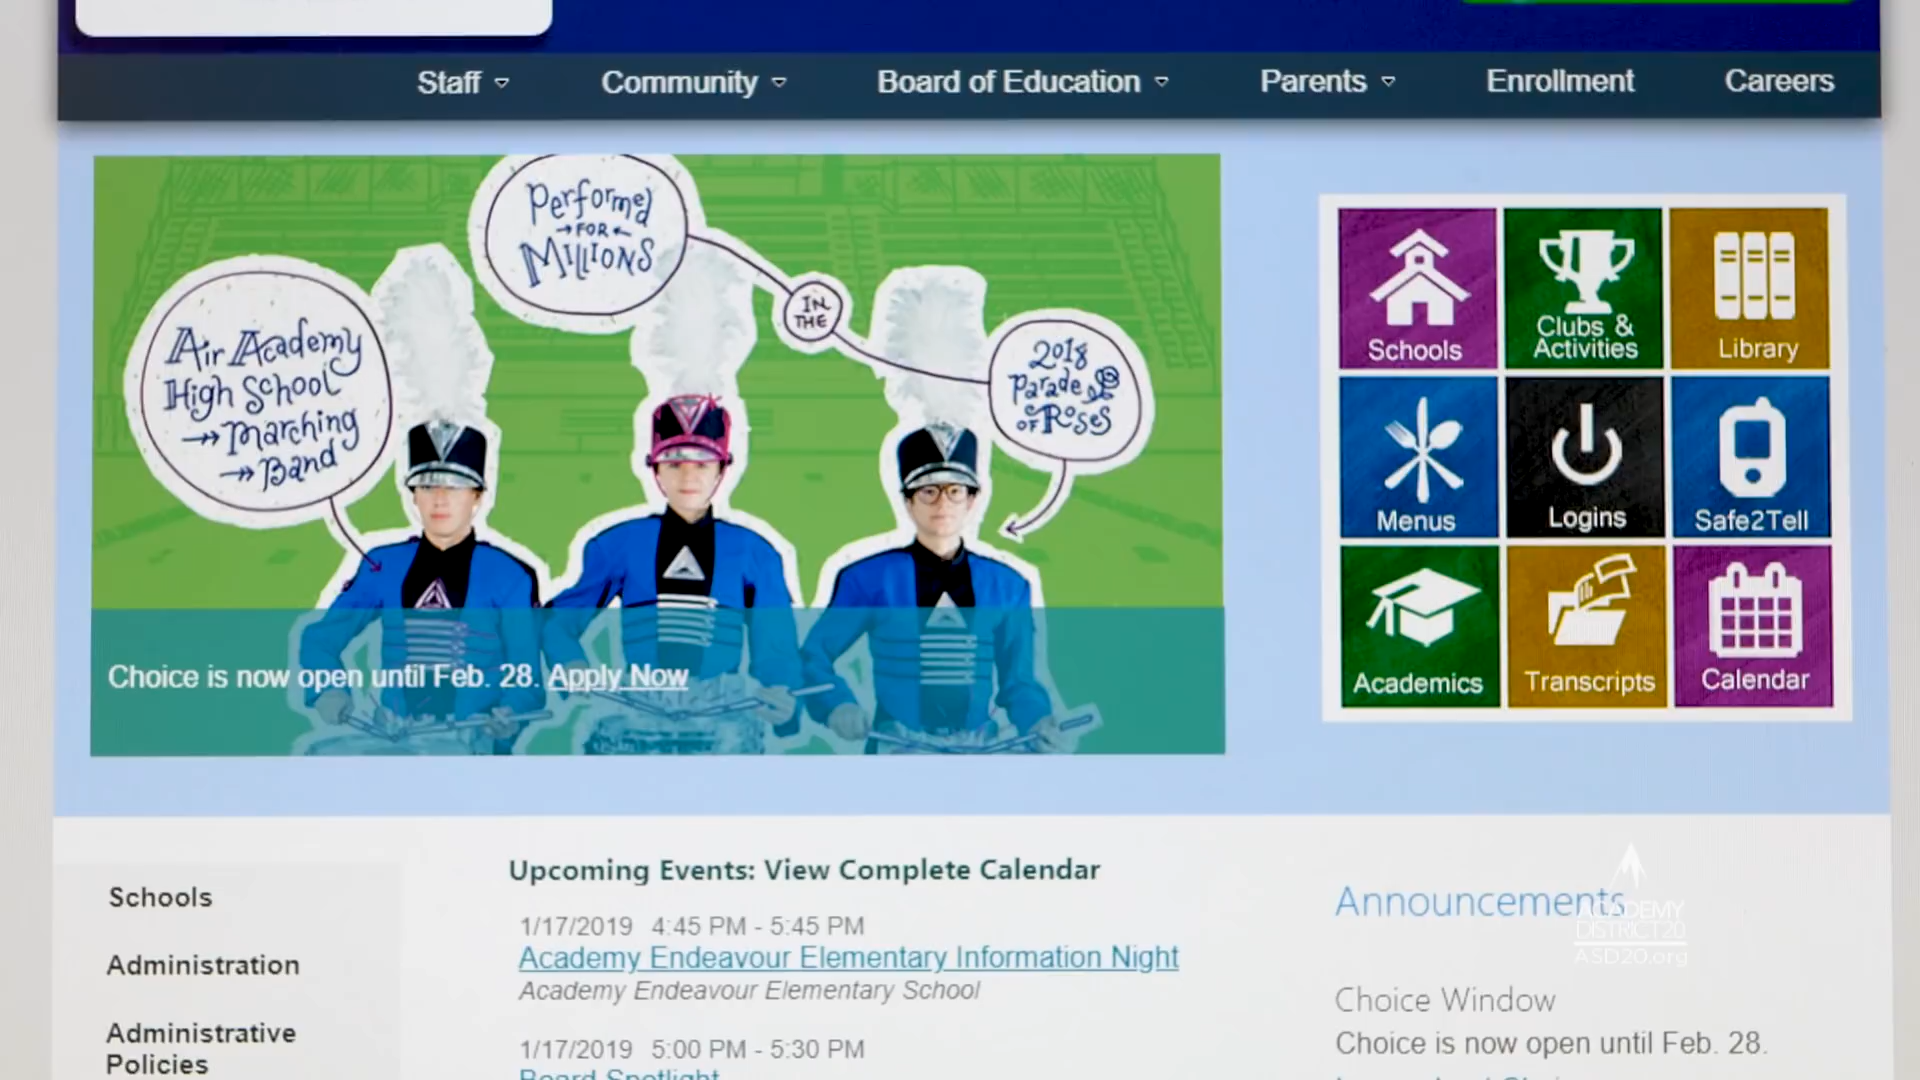 Staff
Community
Board of Education
Parents
Enrollment
Careers
Performed
FOR
MILLIONS
IN
THE
2018
Parade
OF Roses
Air Academy
High School
Marching
Band
Choice is now open until Feb. 28. Apply Now
Schools
Clubs &
Activities
Library
Menus
Logins
Safe2Tell
Academics
Transcripts
Calendar
Schools
Administration
Administrative
Policies
Upcoming Events: View Complete Calendar
1/17/2019 4:45 PM - 5:45 PM
Academy Endeavour Elementary Information Night
Academy Endeavour Elementary School
1/17/2019 5:00 PM - 5:30 PM
Board Spotlight
Announcements
Choice Window
Choice is now open until Feb. 28.
ACADEMY
DISTRICT20
ASD20.org